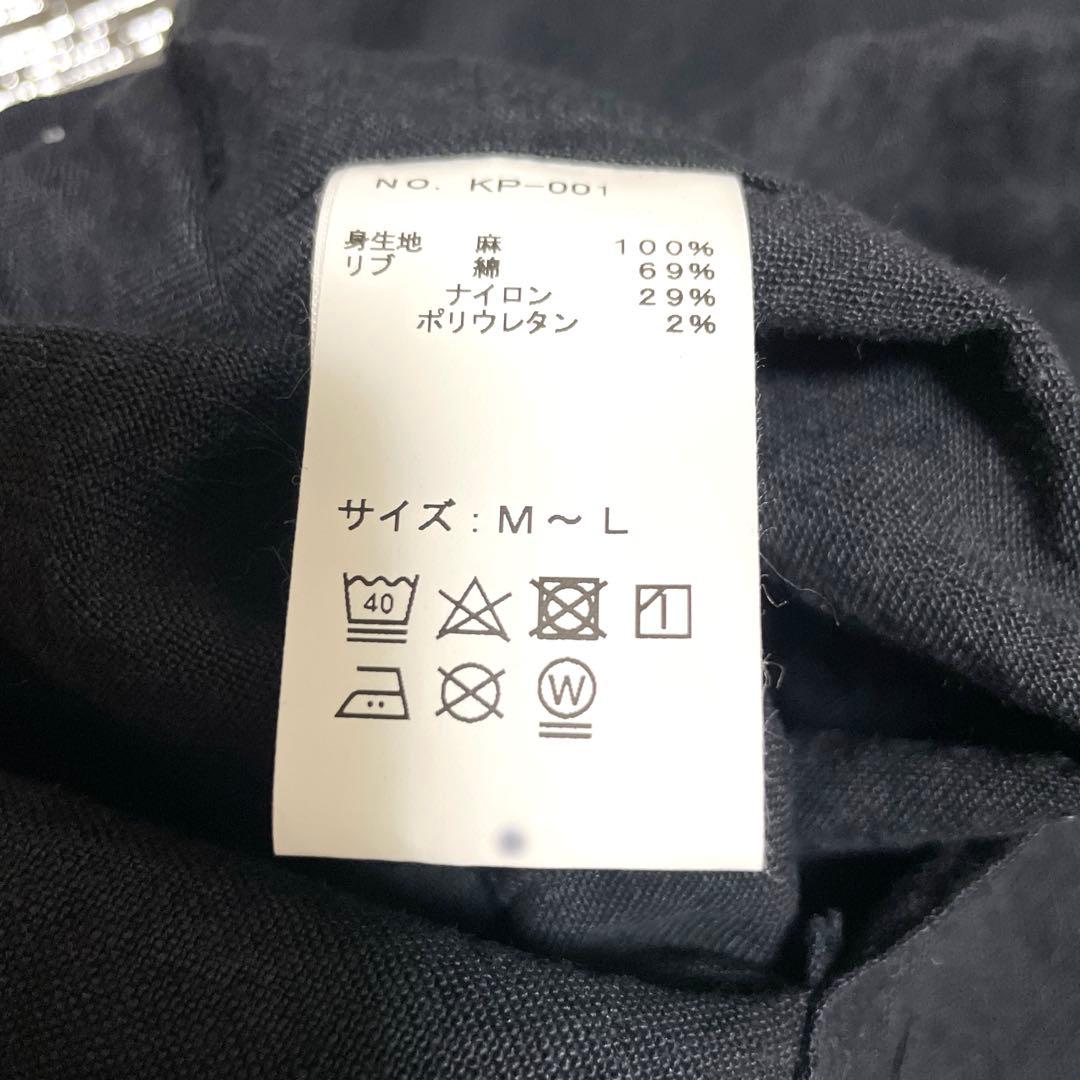 NO. KP-001
身生地 麻 100%
リブ 綿 69%
ナイロン 29%
ポリウレタン 2%
サイズ:M~L
40
W